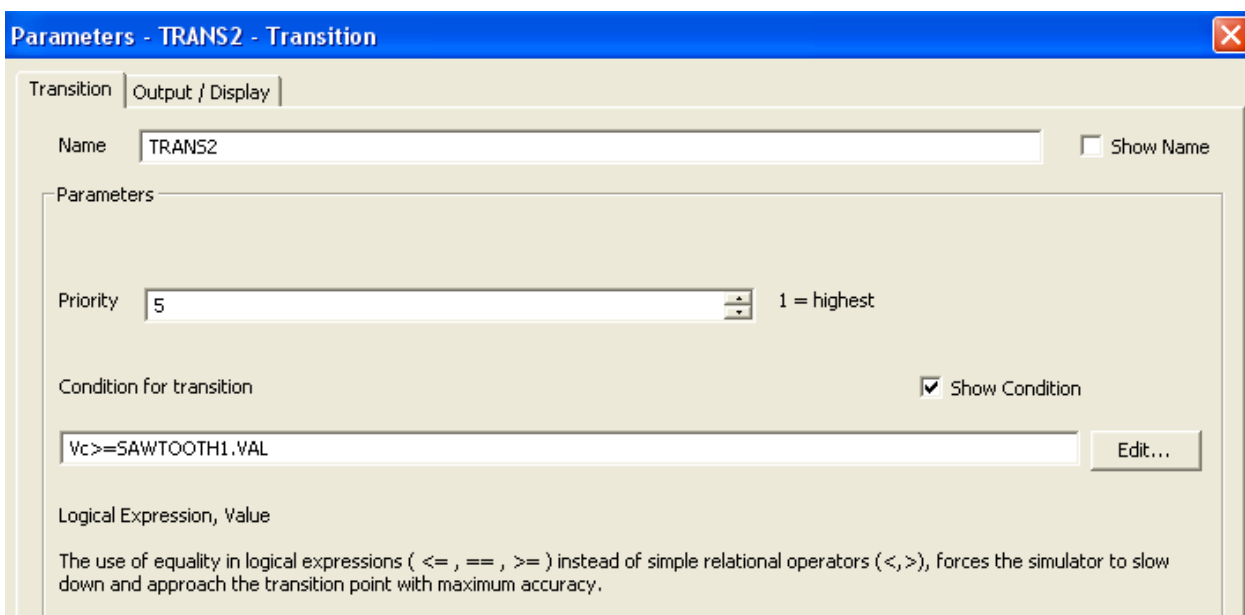 Parameters - TRANS2 - Transition
Transition Output / Display
Name TRANS2 Show Name
Parameters
Priority 5 1 = highest
Condition for transition Show Condition
Vc>=SAWTOOTH1.VAL Edit...
Logical Expression, Value
The use of equality in logical expressions ( <= , == , >= ) instead of simple relational operators (<,>), forces the simulator to slow
down and approach the transition point with maximum accuracy.